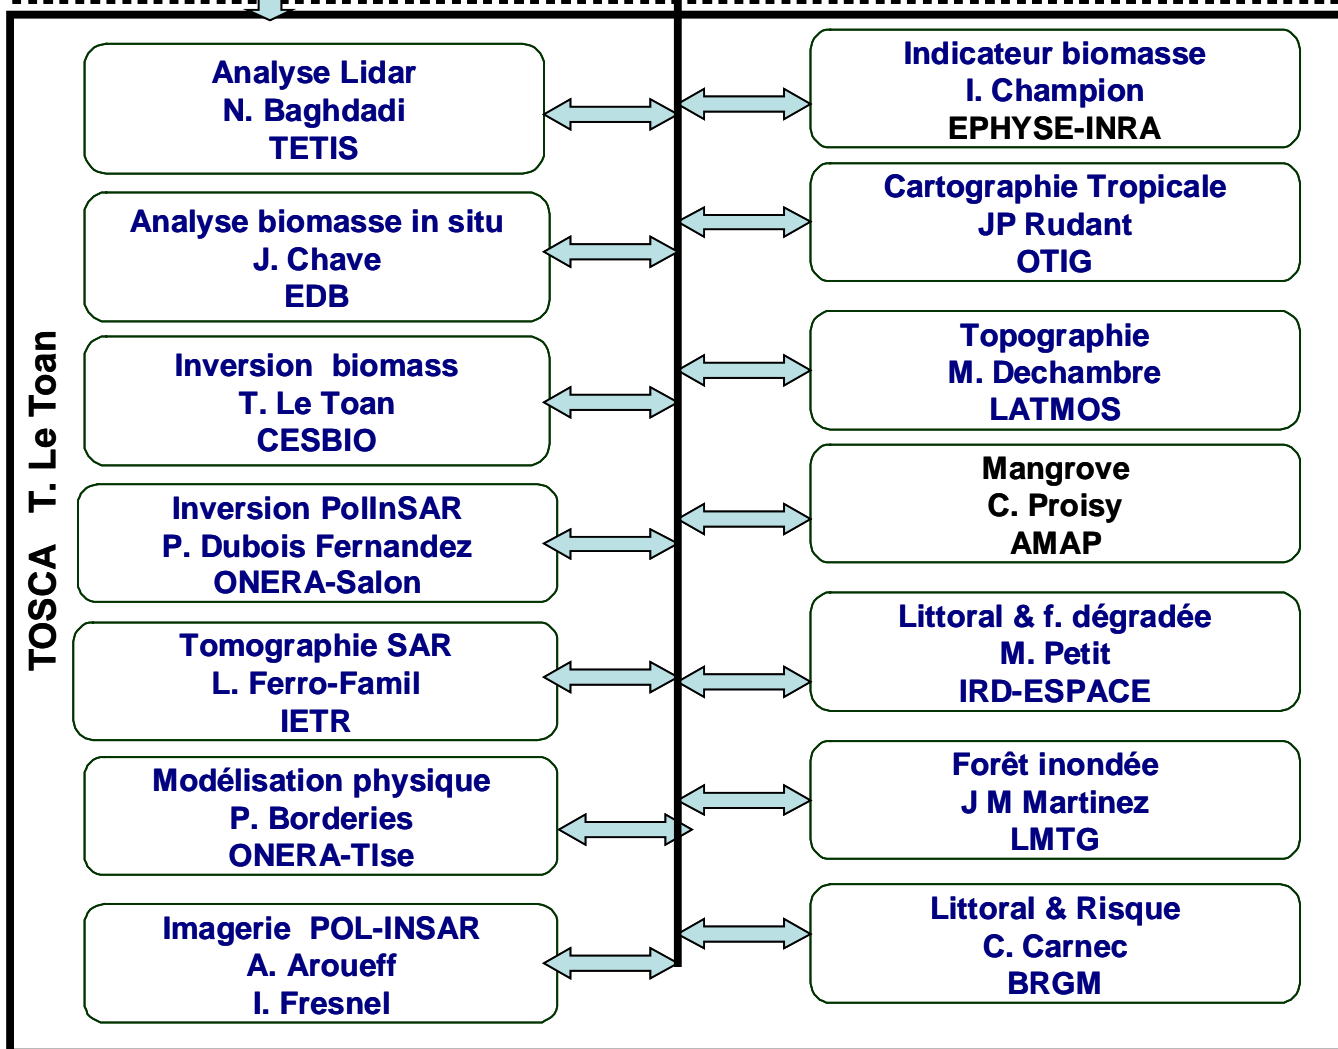 TOSCA T. Le Toan
Analyse Lidar
N. Baghdadi
TETIS
Analyse biomasse in situ
J. Chave
EDB
Inversion biomass
T. Le Toan
CESBIO
Inversion PolInSAR
P. Dubois Fernandez
ONERA-Salon
Tomographie SAR
L. Ferro-Famil
IETR
Modélisation physique
P. Borderies
ONERA-Tlse
Imagerie POL-INSAR
A. Aroueff
I. Fresnel
Indicateur biomasse
I. Champion
EPHYSE-INRA
Cartographie Tropicale
JP Rudant
OTIG
Topographie
M. Dechambre
LATMOS
Mangrove
C. Proisy
AMAP
Littoral & f. dégradée
M. Petit
IRD-ESPACE
Forêt inondée
J M Martinez
LMTG
Littoral & Risque
C. Carnec
BRGM